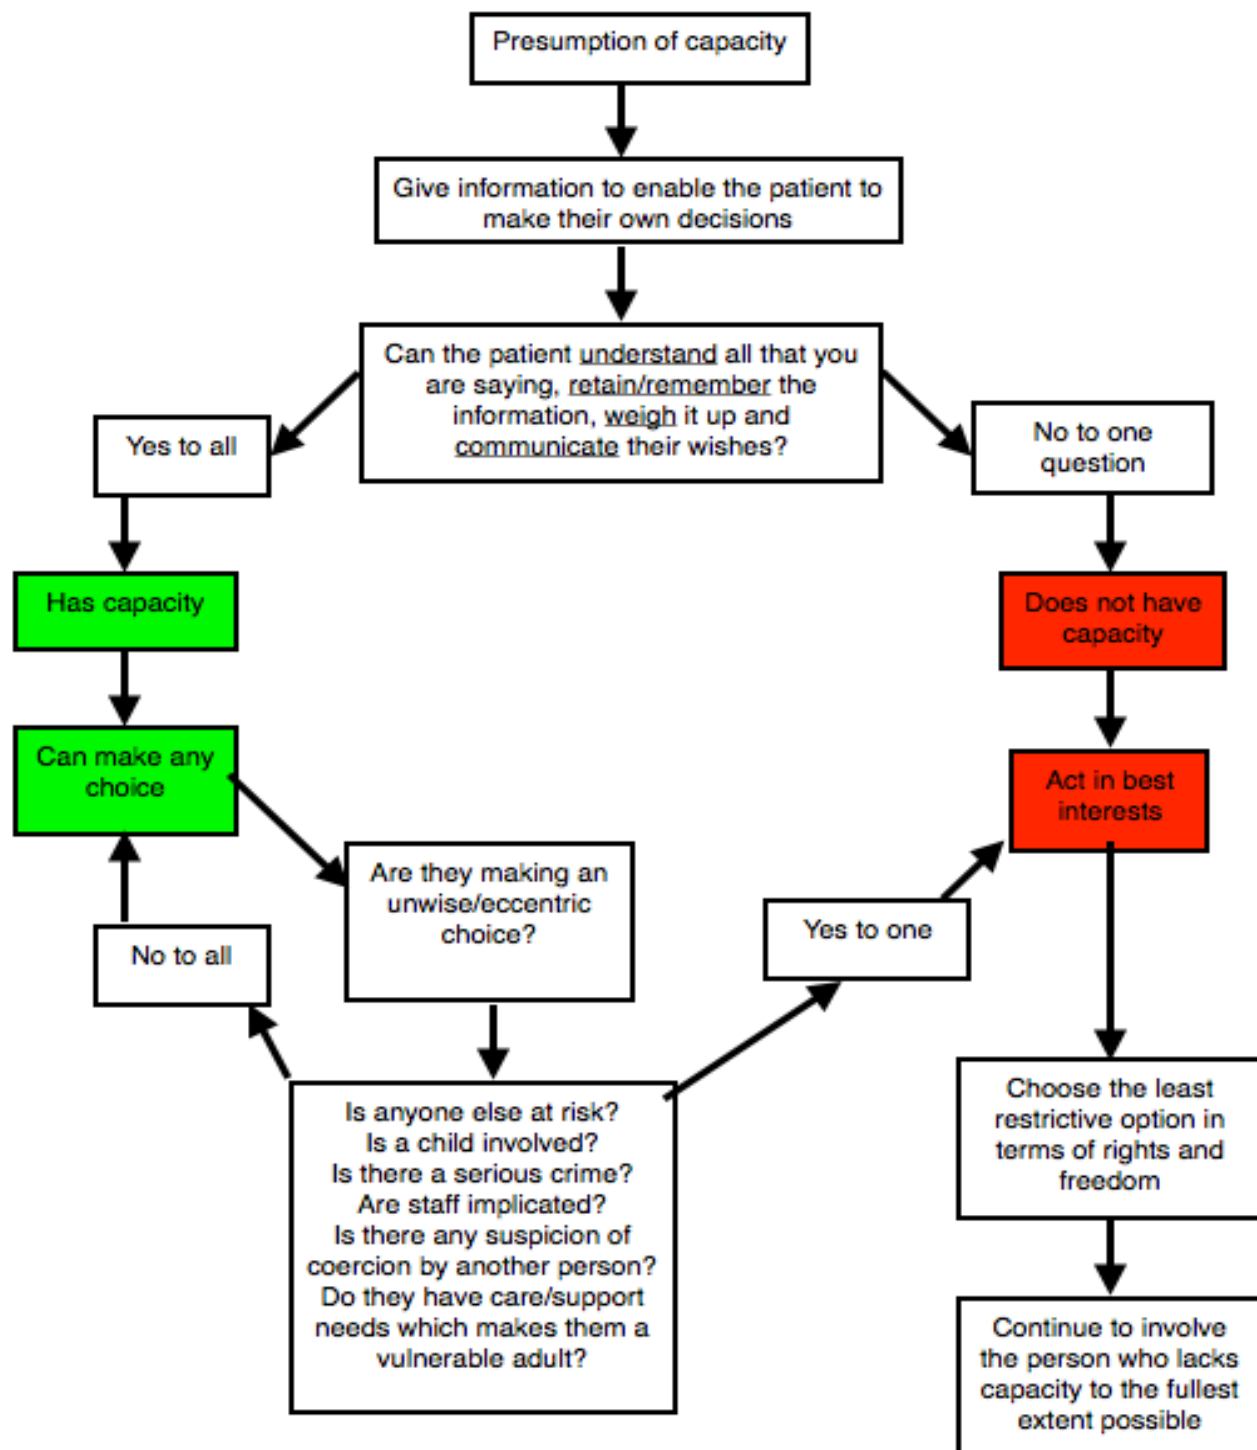 Presumption of capacity
Give information to enable the patient to
make their own decisions
Can the patient understand all that you
are saying, retain/remember the
information, weigh it up and
communicate their wishes?
Yes to all
No to one
question
Has capacity
Does not have
capacity
Can make any
choice
Act in best
interests
Are they making an
unwise/eccentric
choice?
Yes to one
No to all
Is anyone else at risk?
Is a child involved?
Is there a serious crime?
Are staff implicated?
Is there any suspicion of
coercion by another person?
Do they have care/support
needs which makes them a
vulnerable adult?
Choose the least
restrictive option in
terms of rights and
freedom
Continue to involve
the person who lacks
capacity to the fullest
extent possible